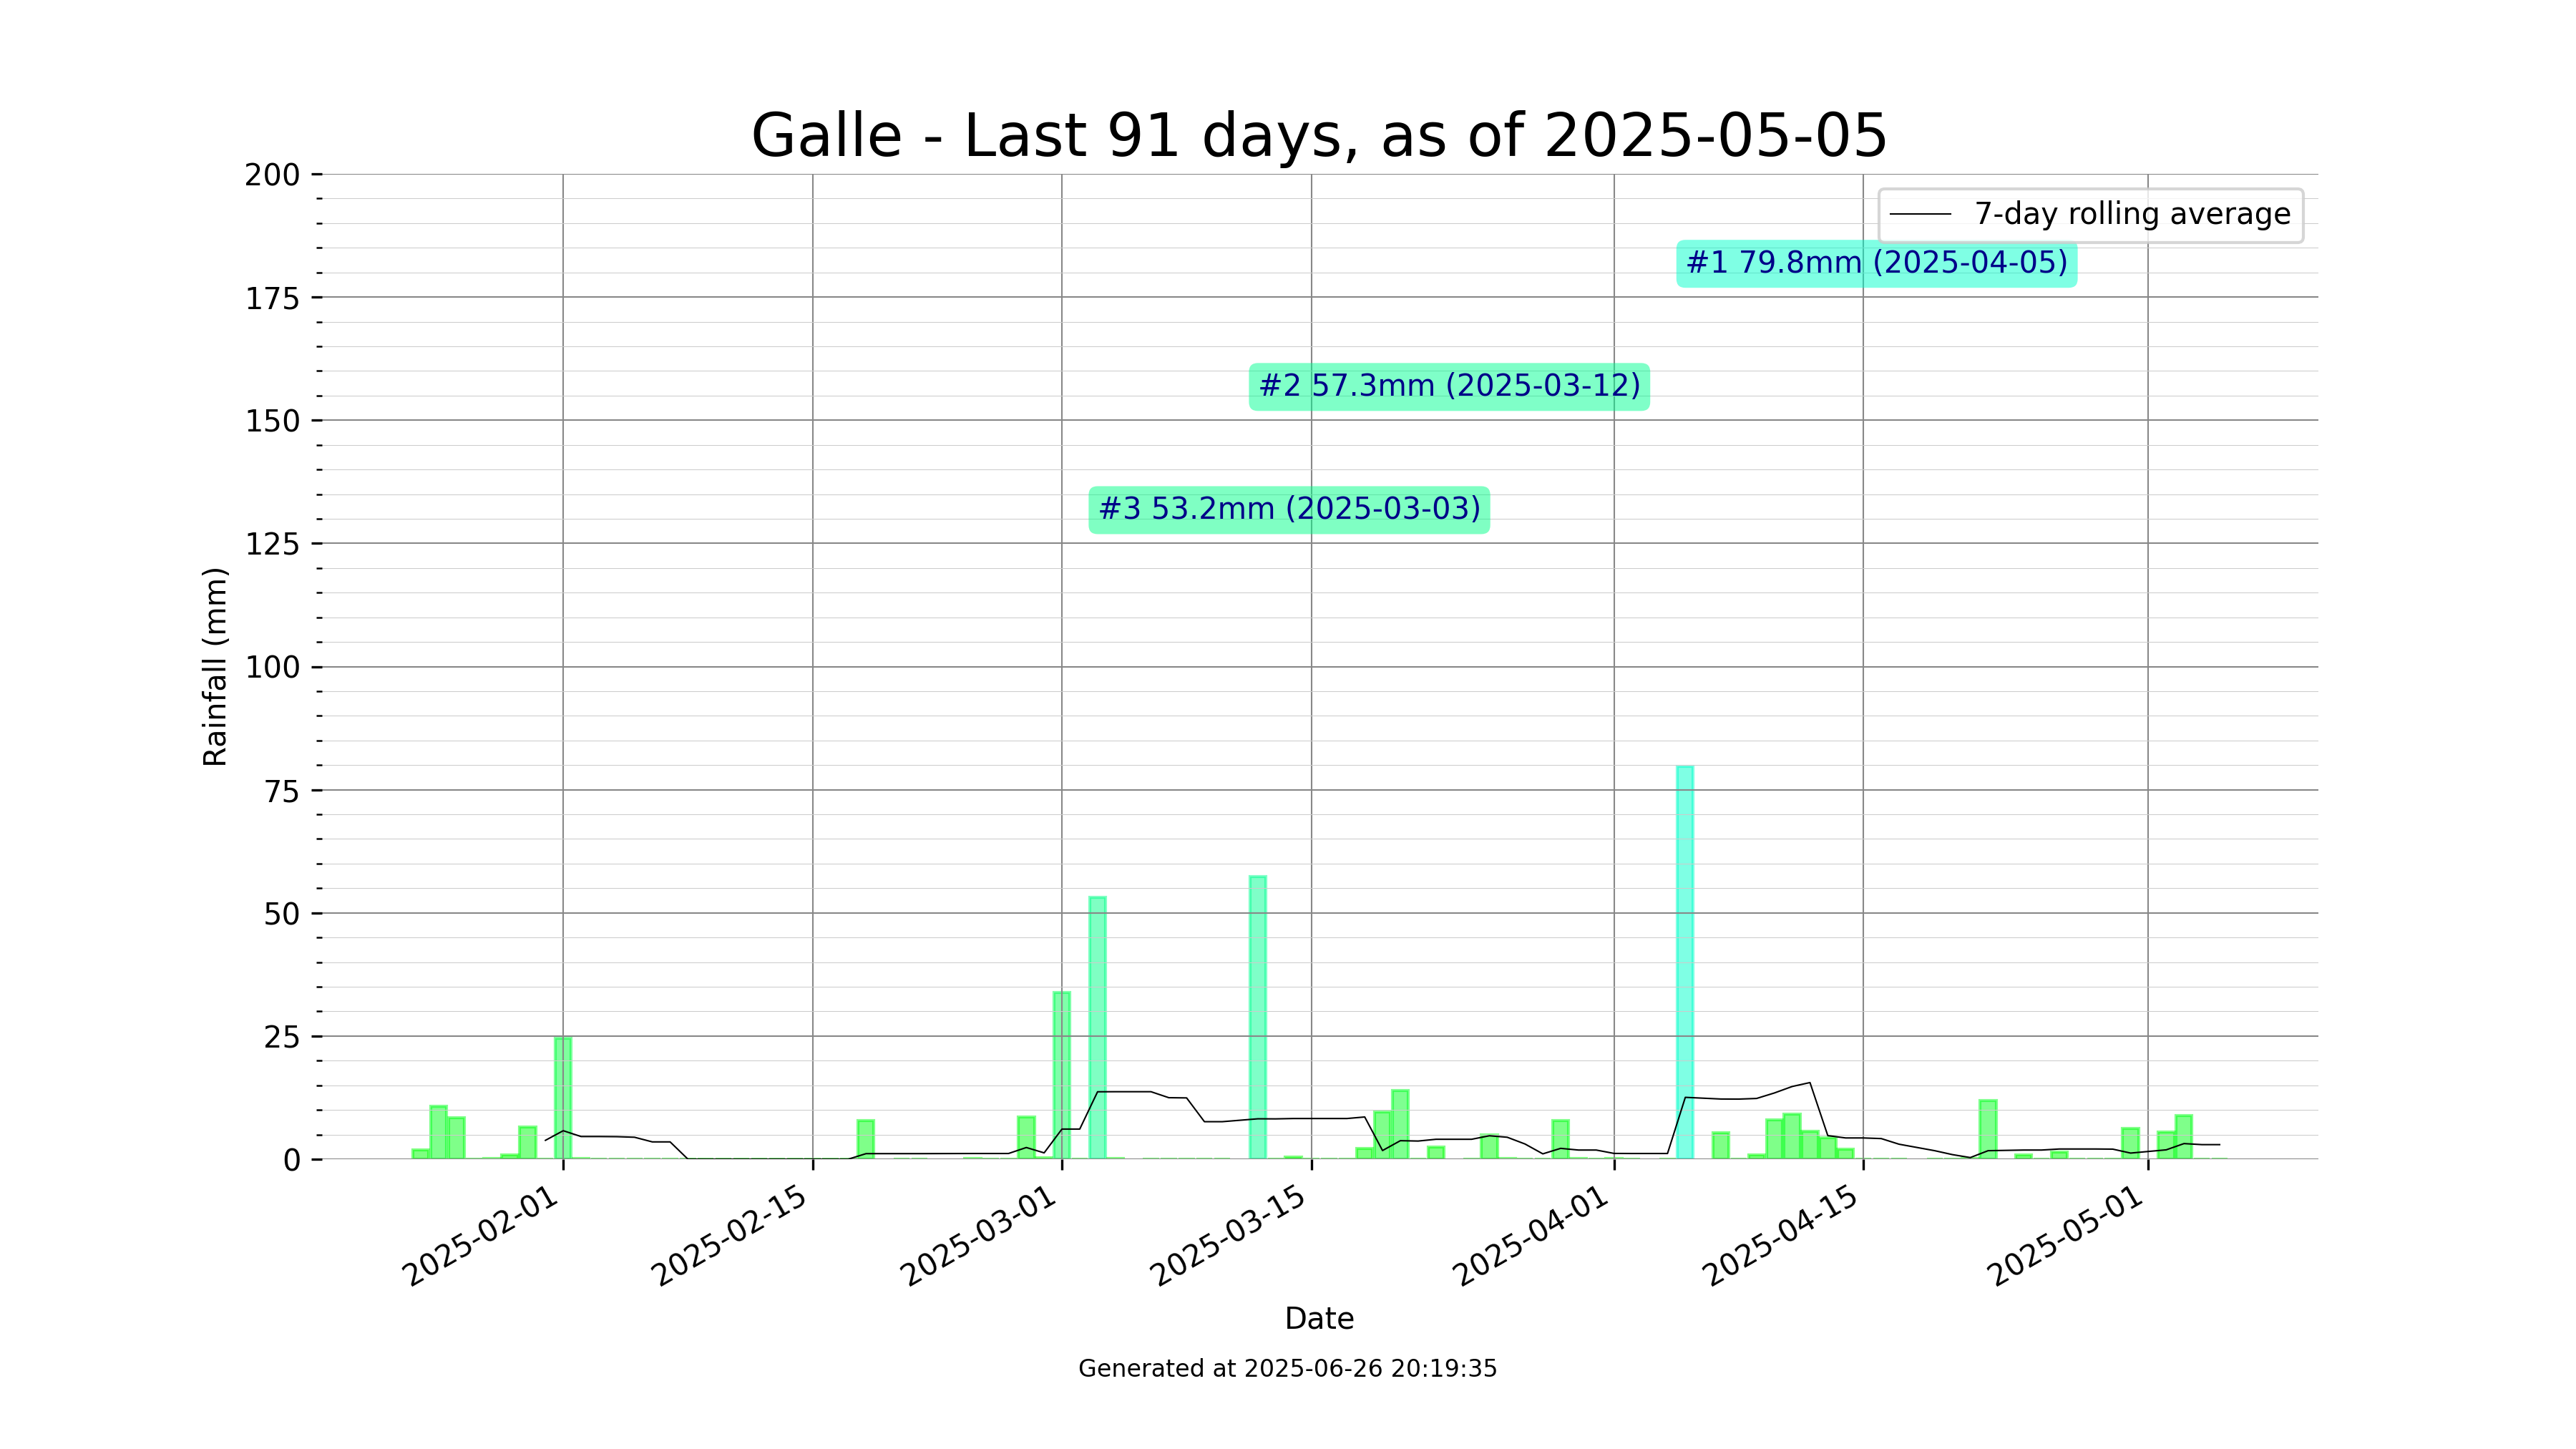 Galle - Last 91 days, as of 2025-05-05
7-day rolling average
#1 79.8mm (2025-04-05)
#2 57.3mm (2025-03-12)
#3 53.2mm (2025-03-03)
Rainfall (mm)
200
175
150
125
100
75
50
25
0
2025-02-01
2025-02-15
2025-03-01
2025-03-15
2025-04-01
2025-04-15
2025-05-01
Date
Generated at 2025-06-26 20:19:35